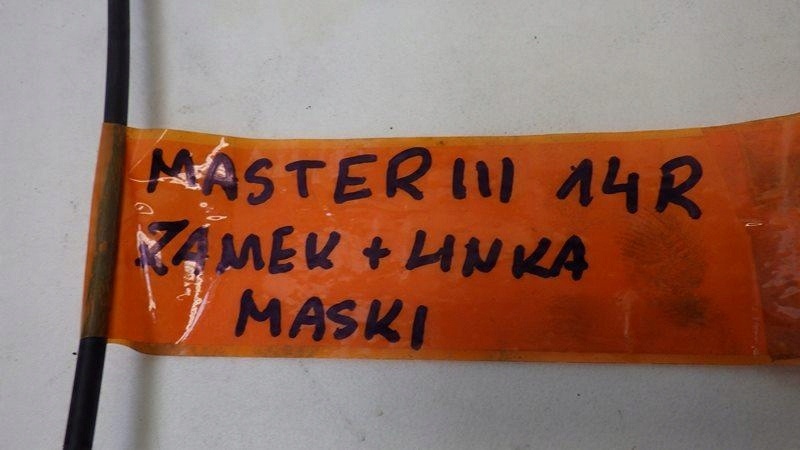 MASTER III 14R
ZAMEK + LINKA
MASKI